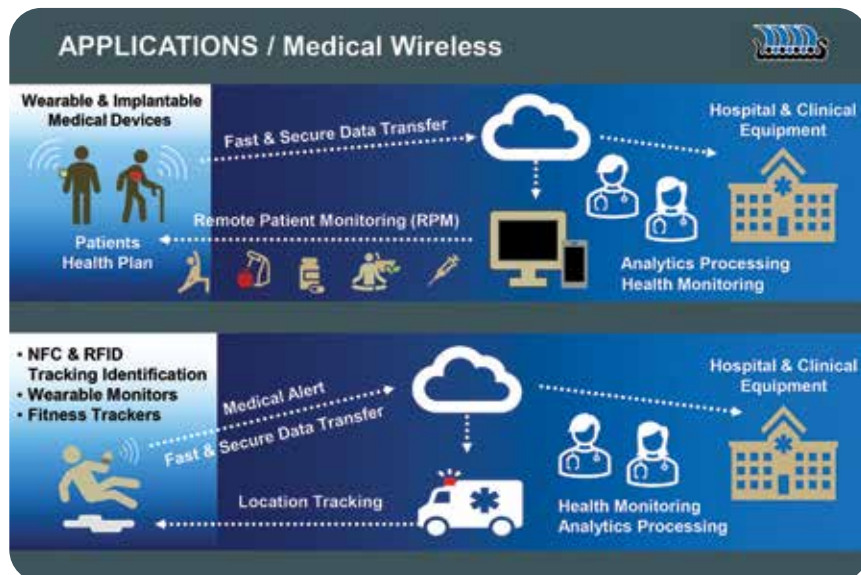 APPLICATIONS / Medical Wireless
Wearable & Implantable
Medical Devices
Fast & Secure Data Transfer
Hospital & Clinical
Equipment
Remote Patient Monitoring (RPM)
Patients
Health Plan
Analytics Processing
Health Monitoring
• NFC & RFID
Tracking Identification
• Wearable Monitors
• Fitness Trackers
Medical Alert
Fast & Secure Data Transfer
Hospital & Clinical
Equipment
Location Tracking
Health Monitoring
Analytics Processing